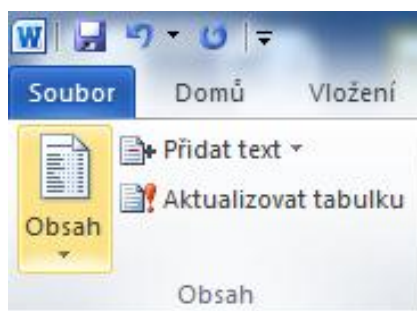 W
Soubor Domů Vložení
Přidat text
Aktualizovat tabulku
Obsah
Obsah